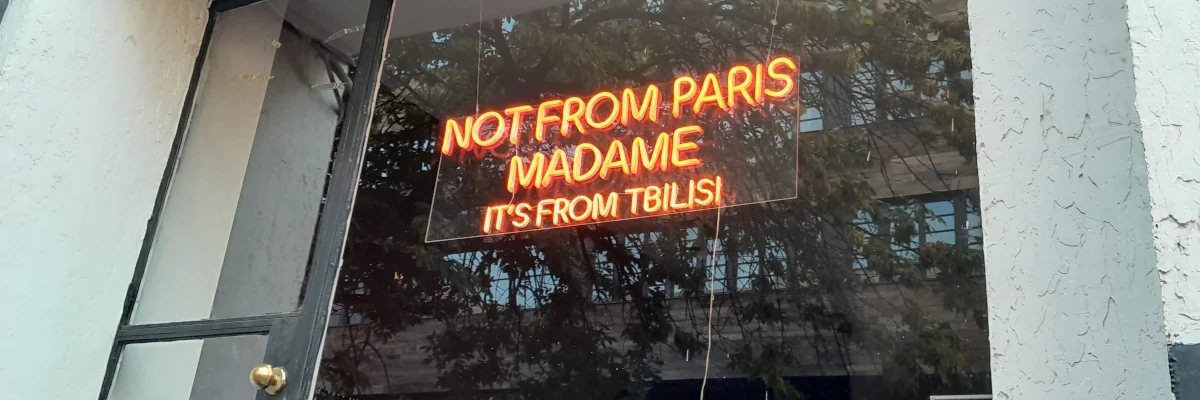 NOT FROM PARIS
MADAME
IT'S FROM TBILISI